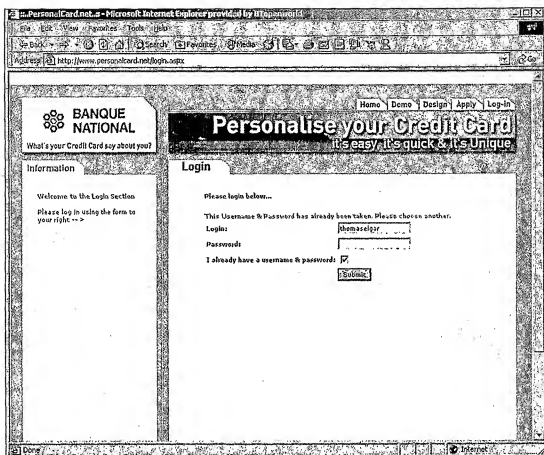 ::.PersonalCard.net..:: - Microsoft Internet Explorer provided by BTopenworld
File Edit View Favorites Tools Help
Back Search Favorites Media
Address http://www.personalcard.net/login.aspx Go
Home Demo Design Apply Log-In
BANQUE
NATIONAL
What's your Credit Card say about you?
Personalise your Credit Card
it's easy, it's quick & it's Unique
Information
Welcome to the Login Section
Please log in using the form to
your right -- >
Login
Please login below...
This Username & Password has already been taken. Please choose another.
Login: thomaselgar
Password:
I already have a username & password:
Submit
Done Internet